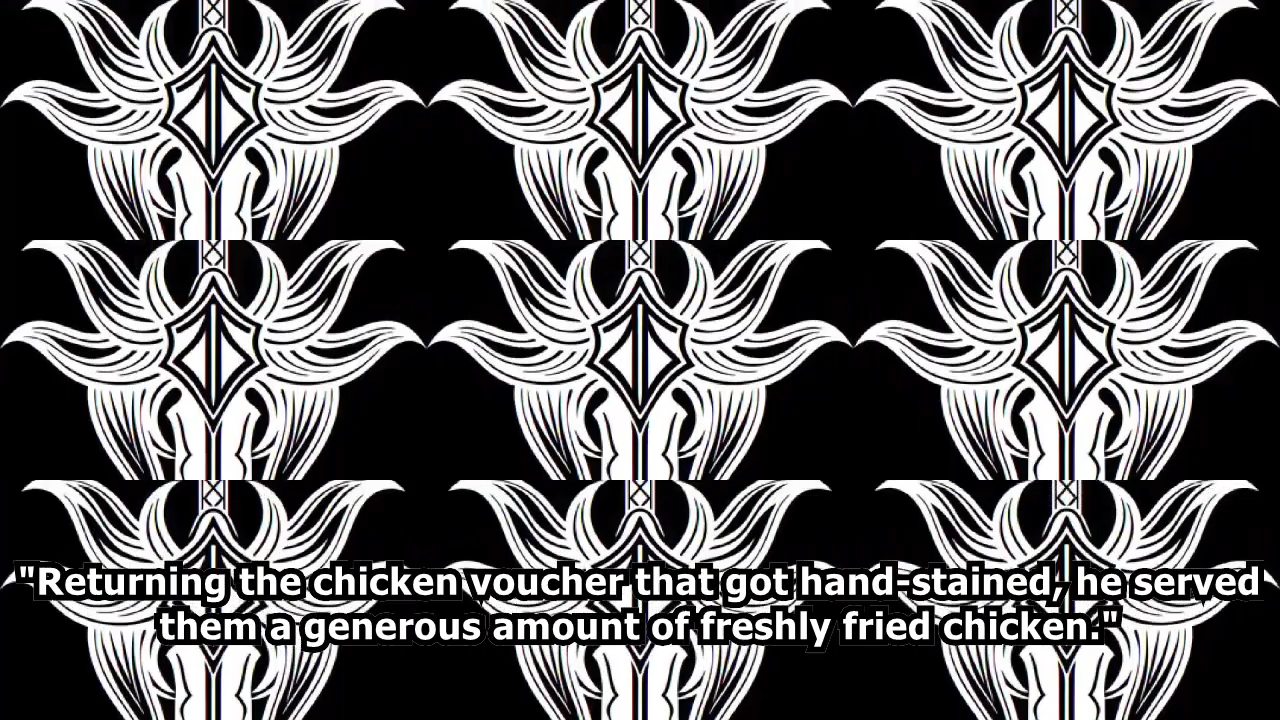 "Returning the chicken voucher that got hand-stained, he served
them a generous amount of freshly fried chicken."